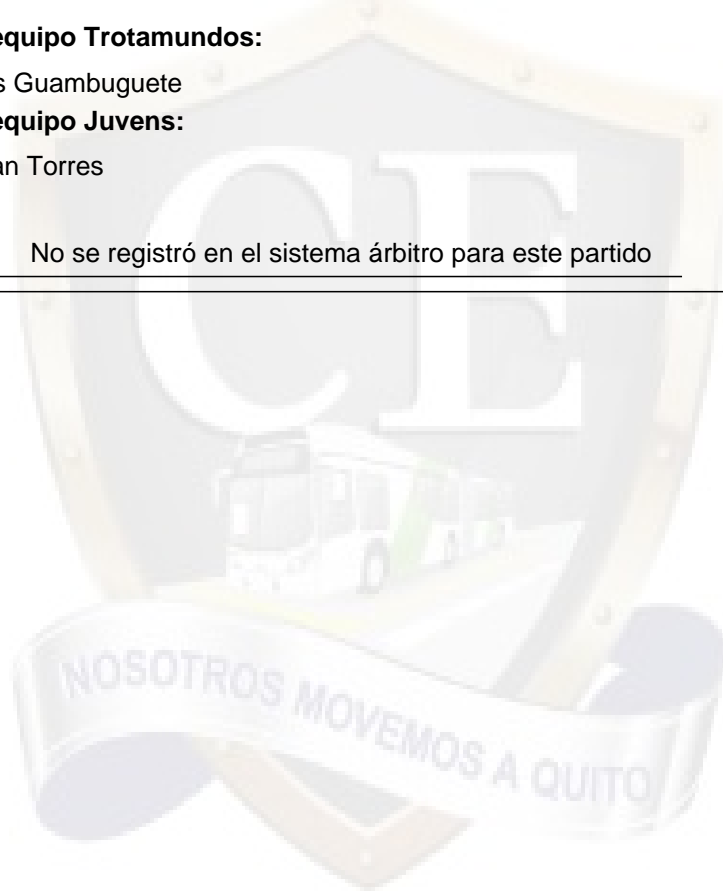 equipo Trotamundos:
s Guambuguete
equipo Juvens:
an Torres
No se registró en el sistema árbitro para este partido
CE
NOSOTROS MOVEMOS A QUITO